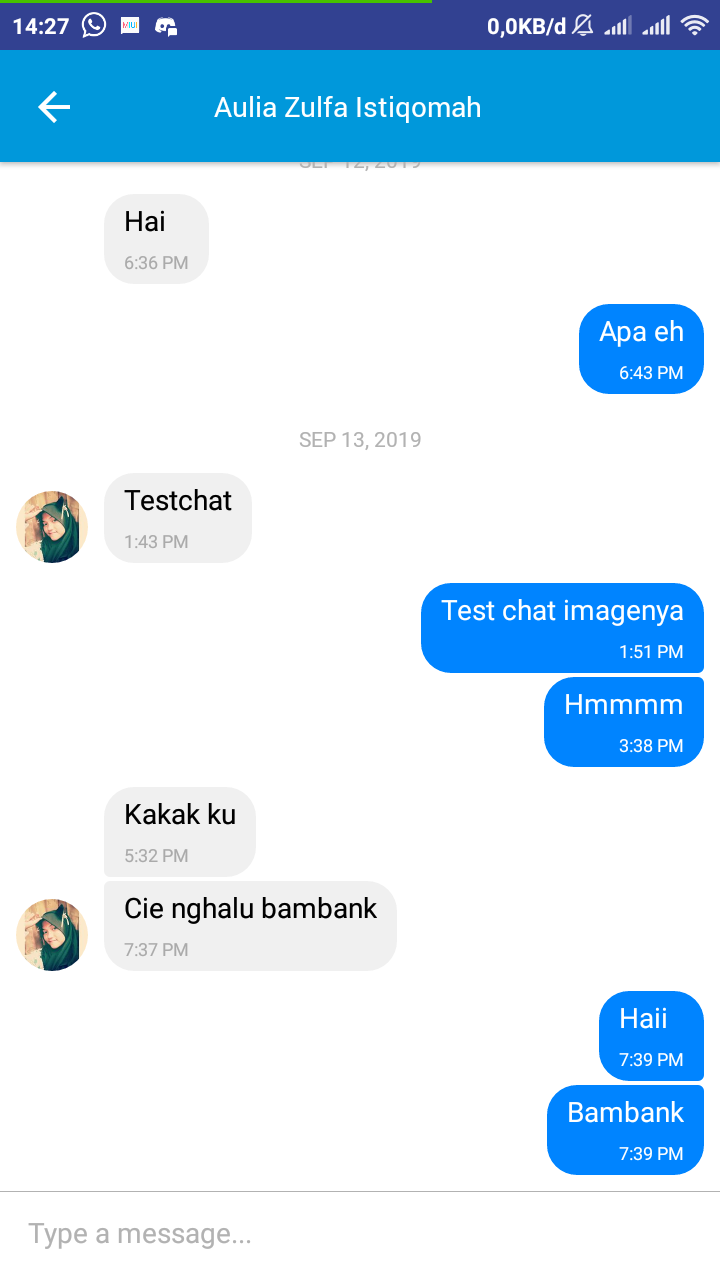 14:27 MIUI 0,0KB/d
Aulia Zulfa Istiqomah
SEP 12, 2019
Hai
6:36 PM
Apa eh
6:43 PM
SEP 13, 2019
Testchat
1:43 PM
Test chat imagenya
1:51 PM
Hmmmm
3:38 PM
Kakak ku
5:32 PM
Cie nghalu bambank
7:37 PM
Haii
7:39 PM
Bambank
7:39 PM
Type a message...